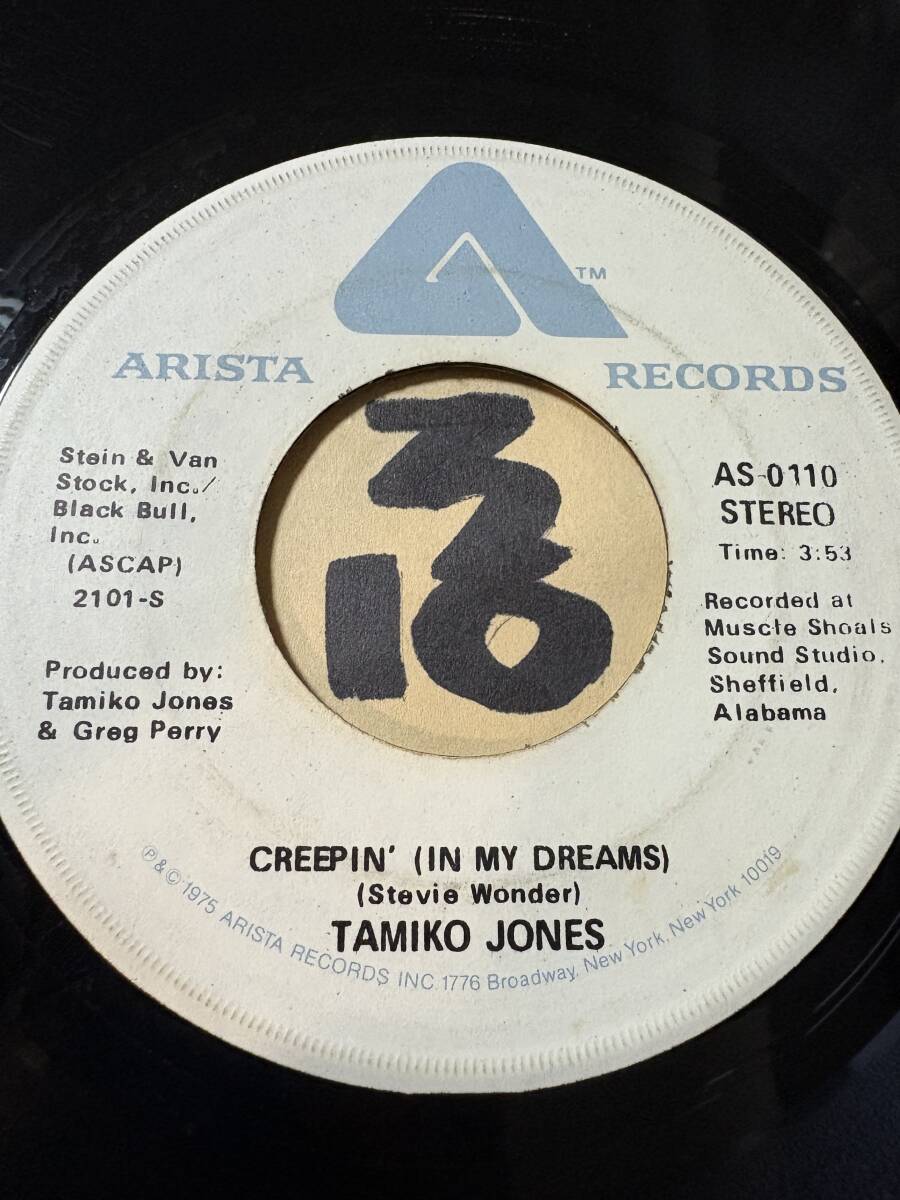 TM
ARISTA RECORDS
Stein & Van
Stock, Inc./
Black Bull,
Inc.
(ASCAP)
2101-S
Produced by:
Tamiko Jones
& Greg Perry
AS-0110
STEREO
Time: 3:53
Recorded at
Muscle Shoals
Sound Studio,
Sheffield,
Alabama
CREEPIN' (IN MY DREAMS)
(Stevie Wonder)
TAMIKO JONES
℗ & © 1975 ARISTA RECORDS INC. 1776 Broadway, New York, New York 10019